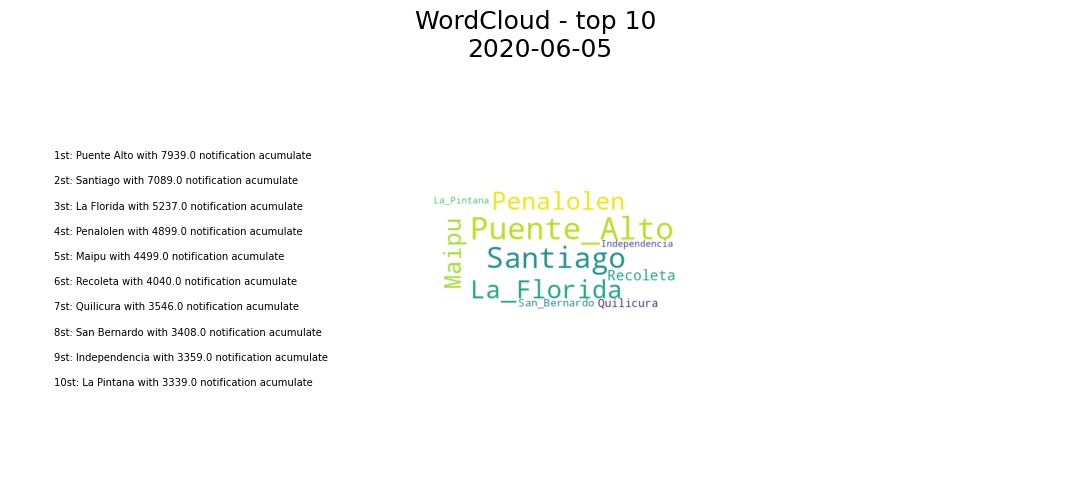 WordCloud - top 10
2020-06-05
1st: Puente Alto with 7939.0 notification acumulate
2st: Santiago with 7089.0 notification acumulate
3st: La Florida with 5237.0 notification acumulate
4st: Penalolen with 4899.0 notification acumulate
5st: Maipu with 4499.0 notification acumulate
6st: Recoleta with 4040.0 notification acumulate
7st: Quilicura with 3546.0 notification acumulate
8st: San Bernardo with 3408.0 notification acumulate
9st: Independencia with 3359.0 notification acumulate
10st: La Pintana with 3339.0 notification acumulate
La_Pintana
Penalolen
Puente_Alto
Maipu
Independencia
Santiago
Recoleta
La_Florida
San_Bernardo
Quilicura